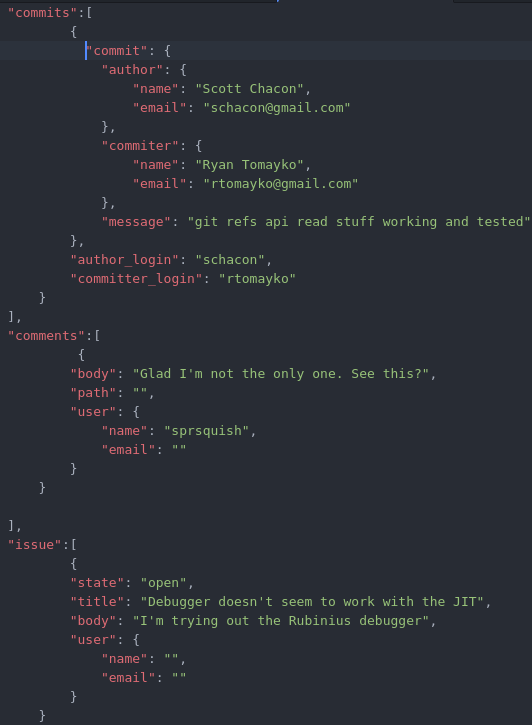 "commits":[
{
"commit": {
"author": {
"name": "Scott Chacon",
"email": "schacon@gmail.com"
},
"commiter": {
"name": "Ryan Tomayko",
"email": "rtomayko@gmail.com"
},
"message": "git refs api read stuff working and tested"
},
"author_login": "schacon",
"committer_login": "rtomayko"
}
],
"comments":[
{
"body": "Glad I'm not the only one. See this?",
"path": "",
"user": {
"name": "sprsquish",
"email": ""
}
}
],
"issue":[
{
"state": "open",
"title": "Debugger doesn't seem to work with the JIT",
"body": "I'm trying out the Rubinius debugger",
"user": {
"name": "",
"email": ""
}
}